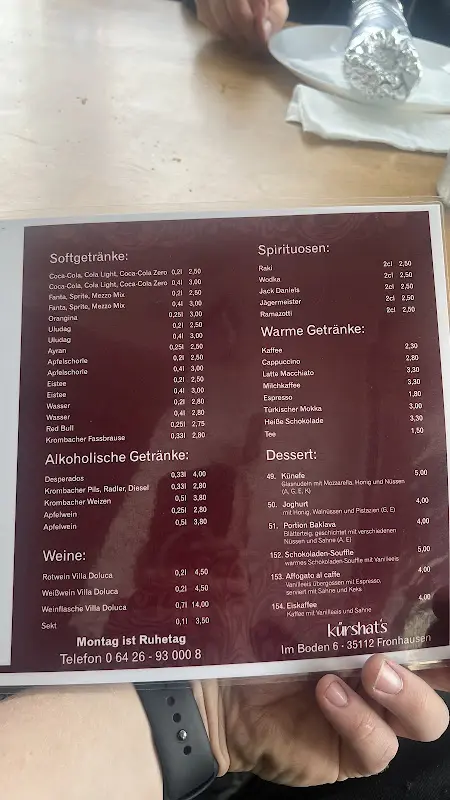 Softgetränke:
Coca-Cola, Cola Light, Coca-Cola Zero 0,2l 2,50
Coca-Cola, Cola Light, Coca-Cola Zero 0,4l 3,00
Fanta, Sprite, Mezzo Mix 0,2l 2,50
Fanta, Sprite, Mezzo Mix 0,4l 3,00
Orangina 0,25l 3,00
Uludag 0,2l 2,50
Uludag 0,4l 3,00
Ayran 0,25l 2,50
Apfelschorle 0,2l 2,50
Apfelschorle 0,4l 3,00
Eistee 0,2l 2,50
Eistee 0,4l 3,00
Wasser 0,2l 2,80
Wasser 0,4l 2,80
Red Bull 0,25l 2,75
Krombacher Fassbrause 0,33l 2,80
Alkoholische Getränke:
Desperados 0,33l 4,00
Krombacher Pils, Radler, Diesel 0,33l 2,80
Krombacher Weizen 0,5l 3,80
Apfelwein 0,25l 2,80
Apfelwein 0,5l 3,80
Weine:
Rotwein Villa Doluca 0,2l 4,50
Weißwein Villa Doluca 0,2l 4,50
Weinflasche Villa Doluca 0,7l 14,00
Sekt 0,1l 3,50
Montag ist Ruhetag
Telefon 0 64 26 - 93 000 8
Spirituosen:
Raki 2cl 2,50
Wodka 2cl 2,50
Jack Daniels 2cl 2,50
Jägermeister 2cl 2,50
Ramazotti 2cl 2,50
Warme Getränke:
Kaffee 2,30
Cappuccino 2,80
Latte Macchiato 3,30
Milchkaffee 3,30
Espresso 1,80
Türkischer Mokka 3,00
Heiße Schokolade 3,30
Tee 1,50
Dessert:
49. Künefe 5,00
Glasnudeln mit Mozzarella, Honig und Nüssen
(A, G, E, K)
50. Joghurt 4,00
mit Honig, Walnüssen und Pistazien (G, E)
51. Portion Baklava 4,00
Blätterteig, geschichtet mit verschiedenen
Nüssen und Sahne (A, E)
152. Schokoladen-Souffle 5,00
warmes Schokoladen-Souffle mit Vanilleeis
153. Affogato al caffe 4,00
Vanilleeis übergossen mit Espresso,
serviert mit Sahne und Keks
154. Eiskaffee 4,00
Kaffee mit Vanilleeis und Sahne
kürshat's
Im Boden 6 - 35112 Fronhausen